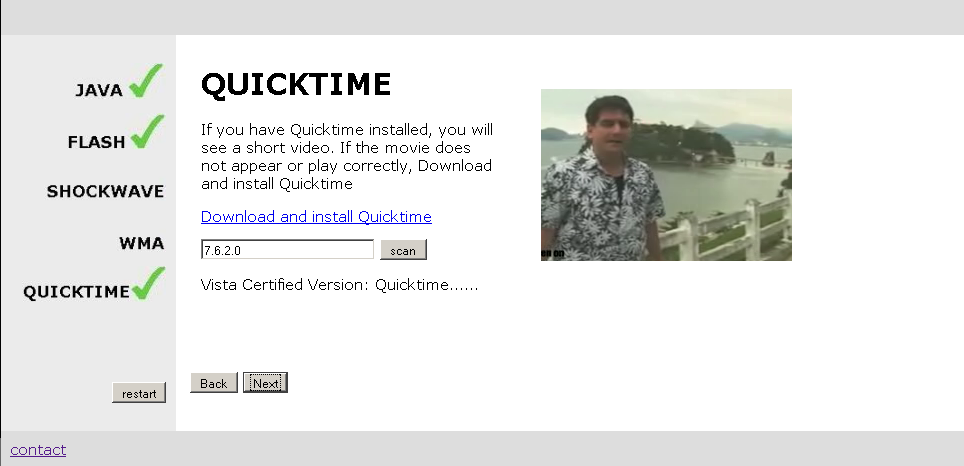 JAVA
FLASH
SHOCKWAVE
WMA
QUICKTIME
restart
QUICKTIME
If you have Quicktime installed, you will
see a short video. If the movie does
not appear or play correctly, Download
and install Quicktime
Download and install Quicktime
7.6.2.0 scan
Vista Certified Version: Quicktime......
Back Next
contact